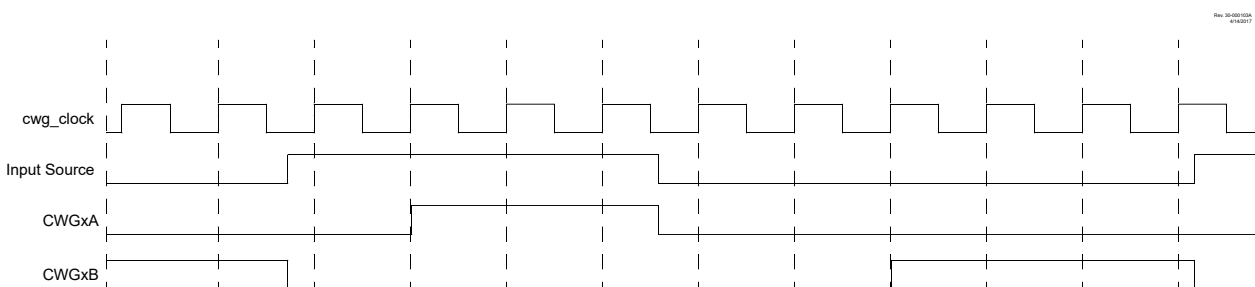 Rev. 30-000103A
4/14/2017
cwg_clock
Input Source
CWGxA
CWGxB